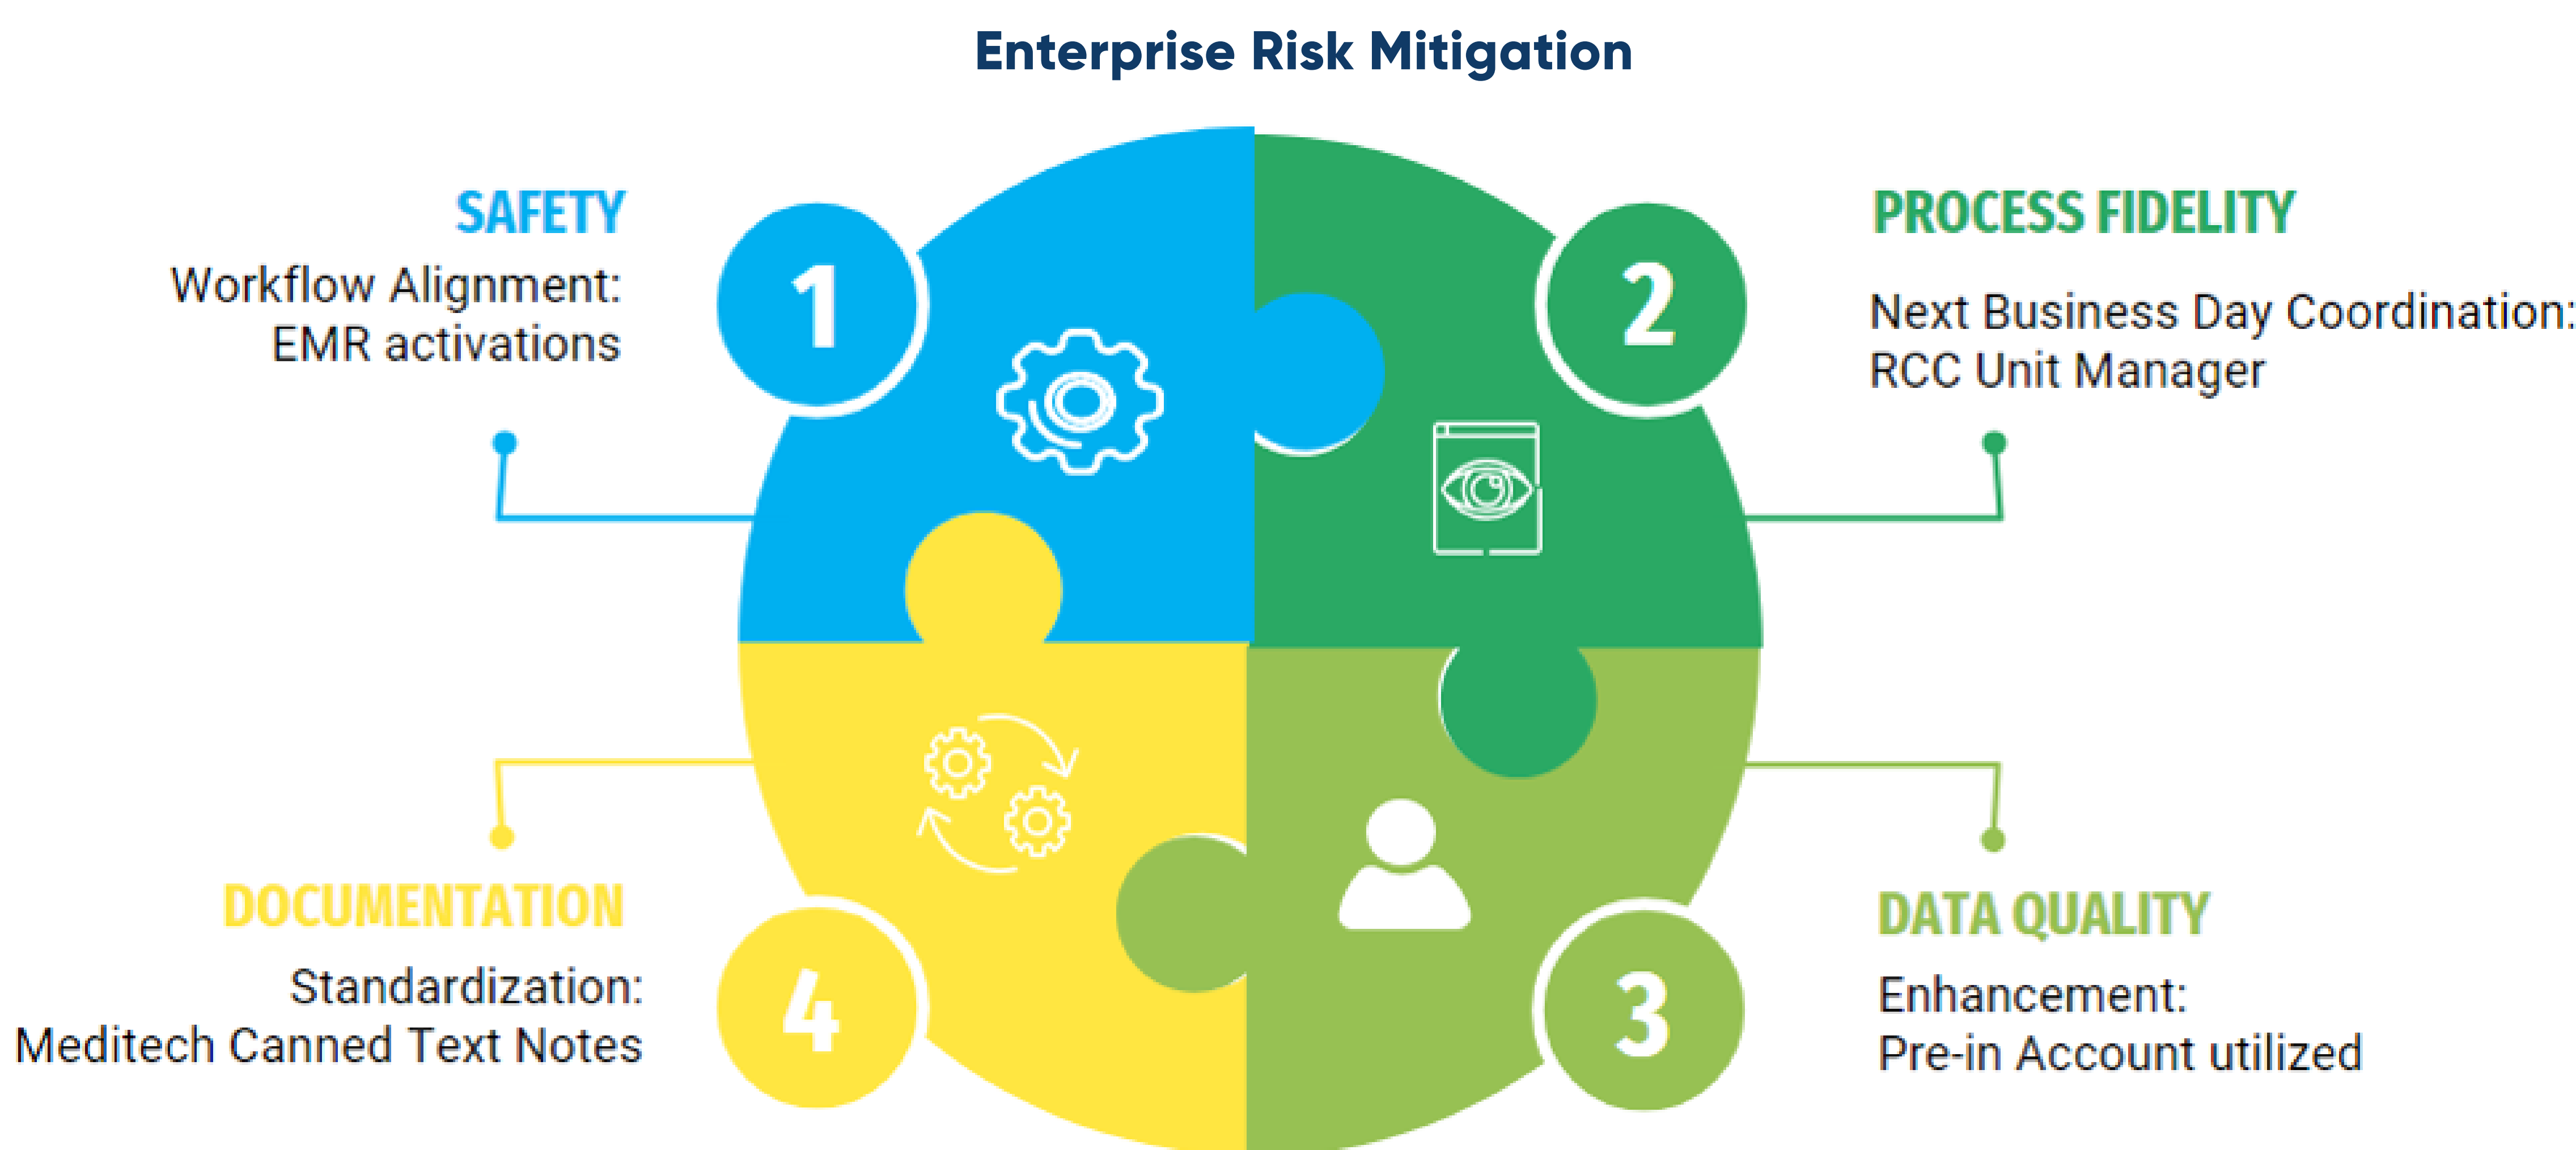 Enterprise Risk Mitigation
SAFETY
Workflow Alignment:
EMR activations
1
2
PROCESS FIDELITY
Next Business Day Coordination:
RCC Unit Manager
DOCUMENTATION
Standardization:
Meditech Canned Text Notes
4
3
DATA QUALITY
Enhancement:
Pre-in Account utilized